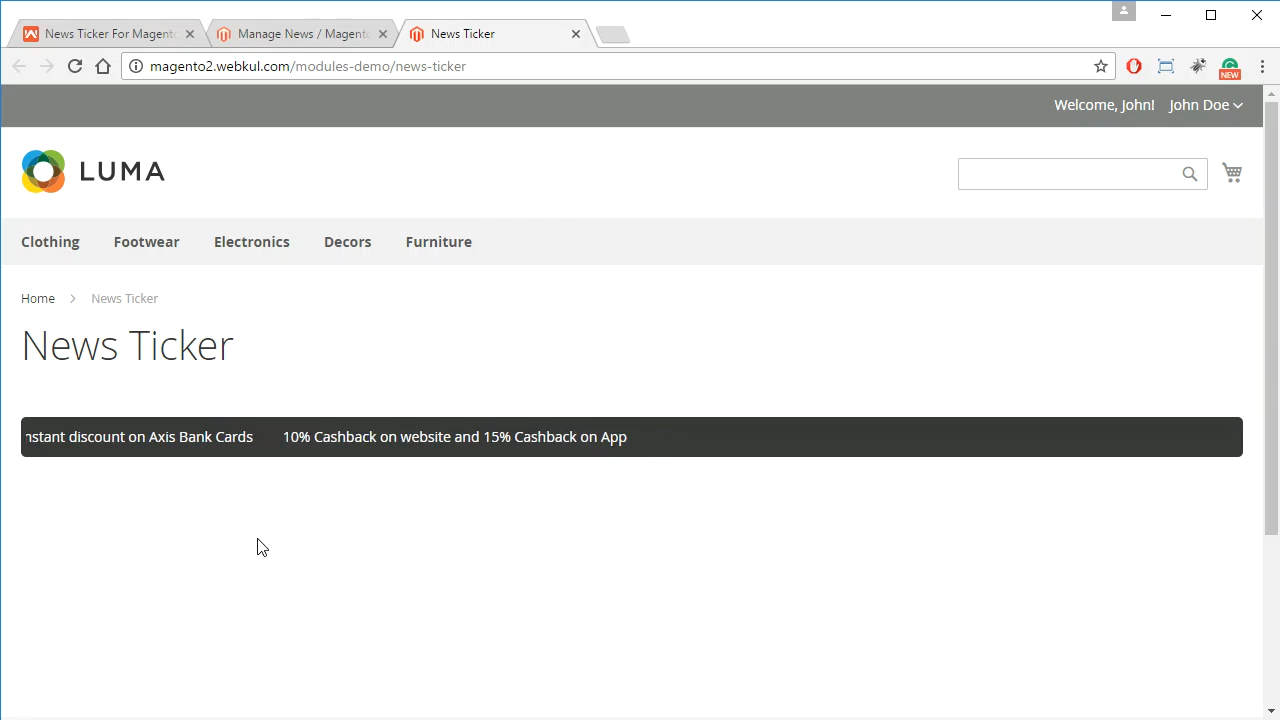 News Ticker For Magento
Manage News / Magento
News Ticker
magento2.webkul.com/modules-demo/news-ticker
NEW
Welcome, John!
John Doe
LUMA
Clothing
Footwear
Electronics
Decors
Furniture
Home
News Ticker
News Ticker
nstant discount on Axis Bank Cards
10% Cashback on website and 15% Cashback on App